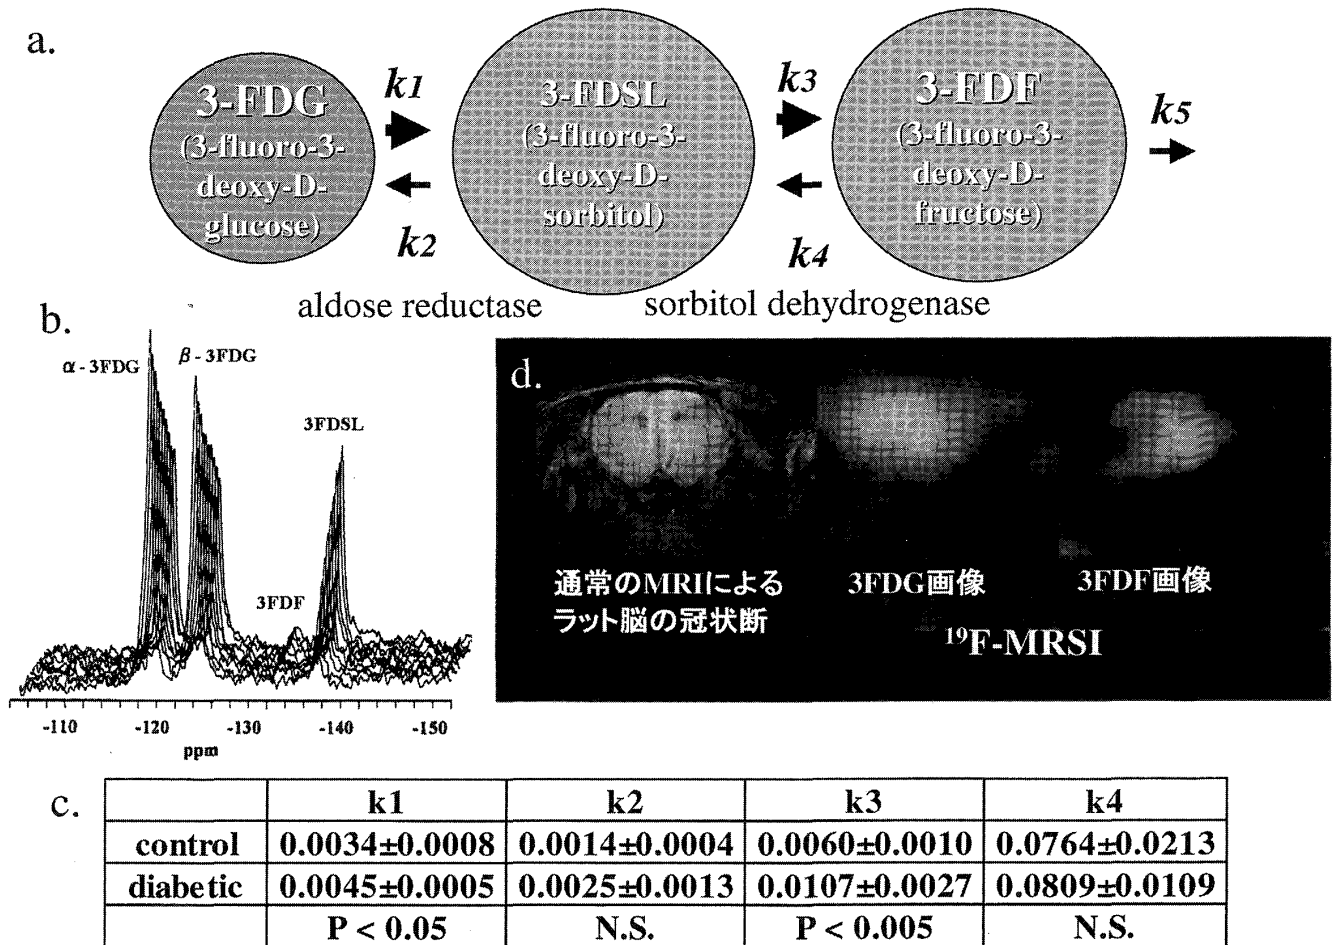 a.
3-FDG
(3-fluoro-3-
deoxy-D-
glucose)
k1
k2
3-FDSL
(3-fluoro-3-
deoxy-D-
sorbitol)
k3
k4
3-FDF
(3-fluoro-3-
deoxy-D-
fructose)
k5
aldose reductase
sorbitol dehydrogenase
b.
α-3FDG
β-3FDG
3FDSL
3FDF
-110 -120 -130 -140 -150
ppm
d.
通常のMRIによる
ラット脳の冠状断
3FDG画像
3FDF画像
19F-MRSI
c.
k1 k2 k3 k4
control 0.0034±0.0008 0.0014±0.0004 0.0060±0.0010 0.0764±0.0213
diabetic 0.0045±0.0005 0.0025±0.0013 0.0107±0.0027 0.0809±0.0109
P < 0.05 N.S. P < 0.005 N.S.